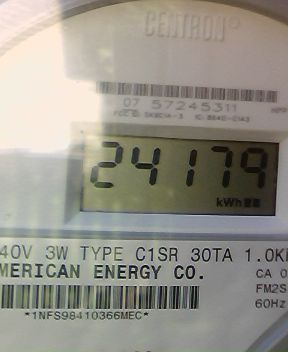 CENTRON
07 57245311
24179
kWh
40V 3W TYPE C1SR 30TA 1.0K
MERICAN ENERGY CO. CA 0
FM2S
60Hz
*1NFS98410366MEC*